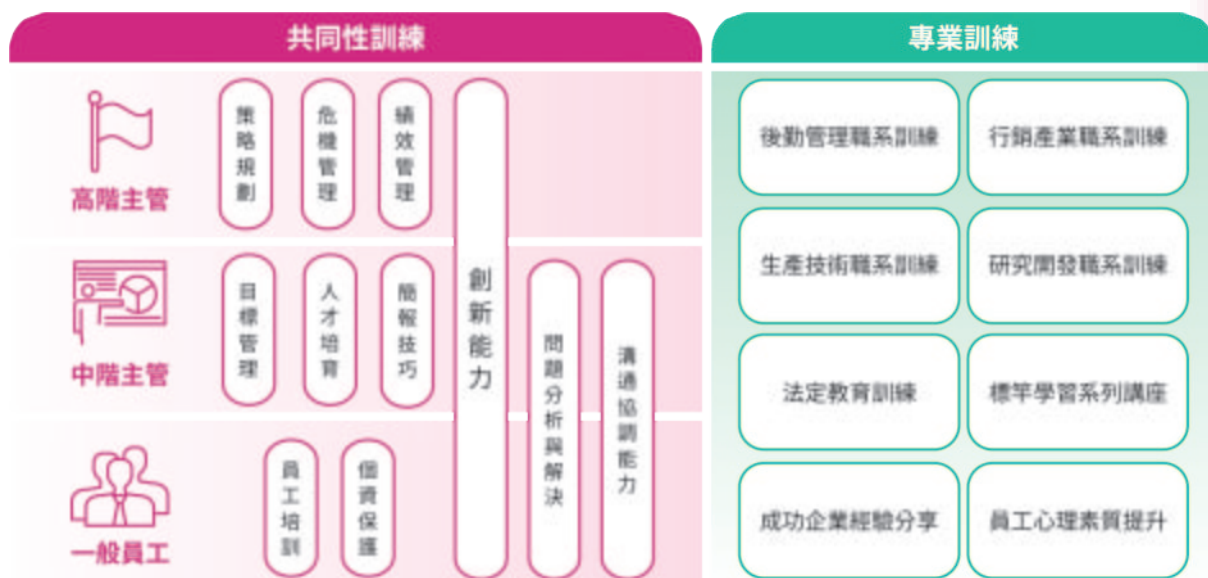 共同性訓練
高階主管
策略規劃
危機管理
績效管理
創新能力
中階主管
目標管理
人才培育
簡報技巧
問題分析與解決
溝通協調能力
一般員工
員工培訓
個資保護
專業訓練
後勤管理職系訓練
行銷產業職系訓練
生產技術職系訓練
研究開發職系訓練
法定教育訓練
標竿學習系列講座
成功企業經驗分享
員工心理素質提升